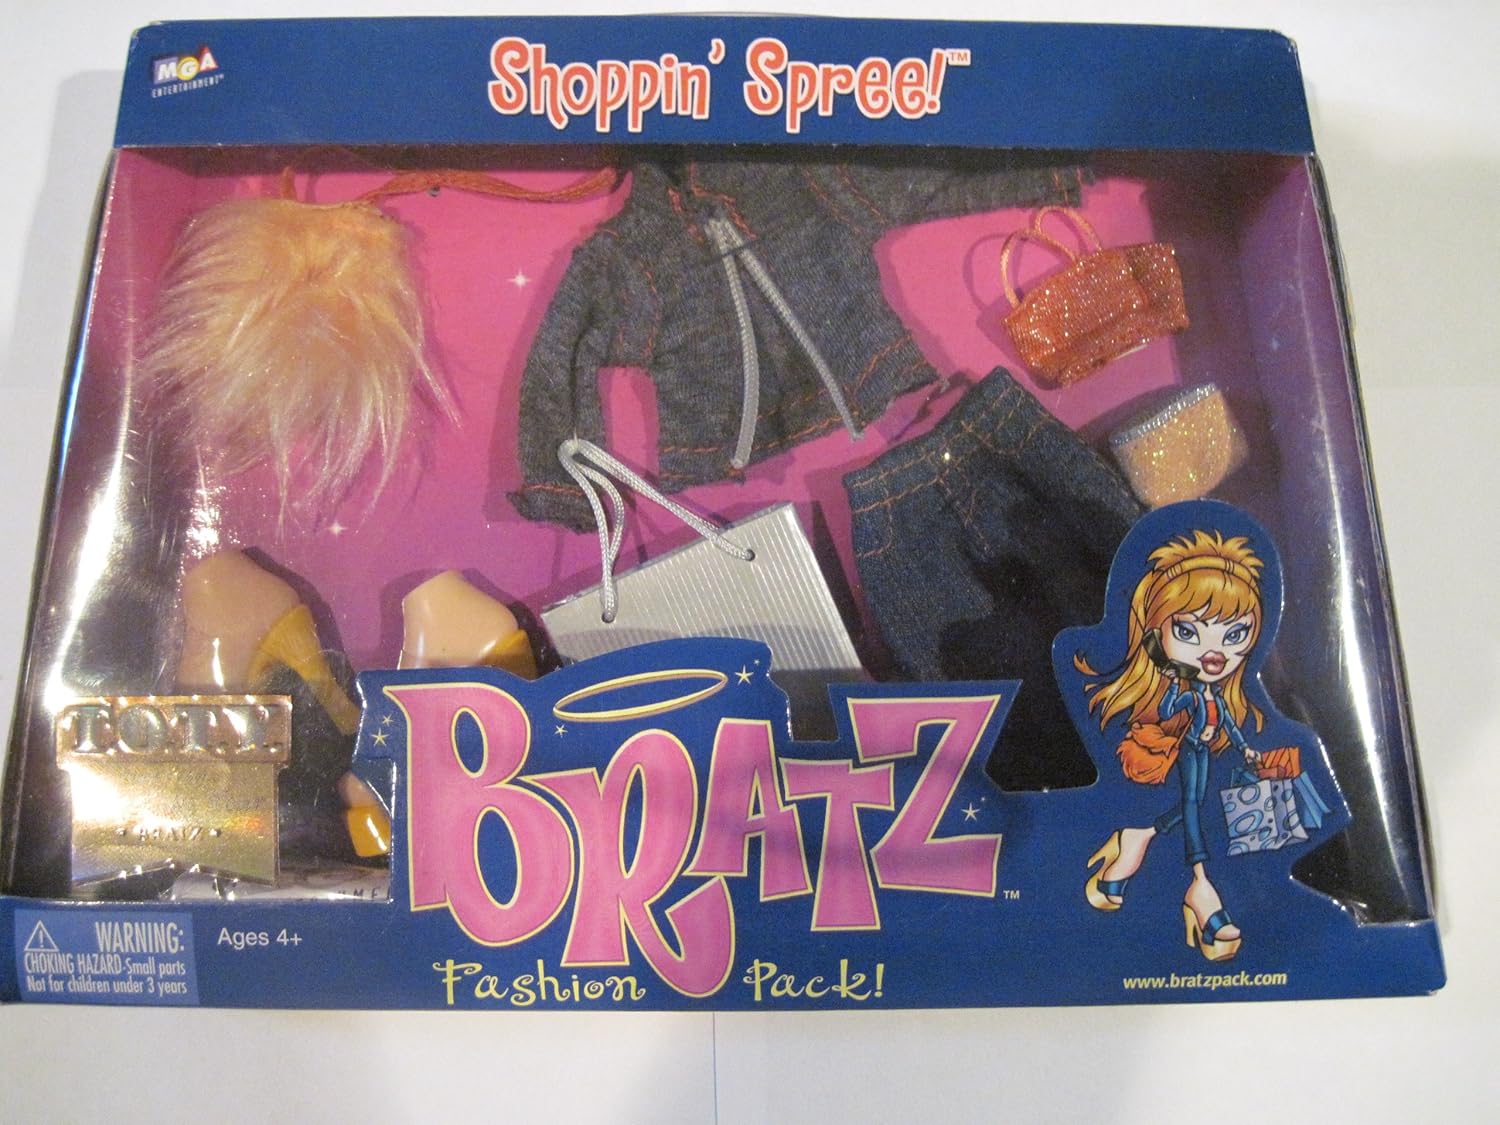 MGA
ENTERTAINMENT
Shoppin' Spree!™
T.O.T.Y.
BRATZ
BRATZ™
Fashion Pack!
WARNING:
CHOKING HAZARD-Small parts
Not for children under 3 years
Ages 4+
www.bratzpack.com